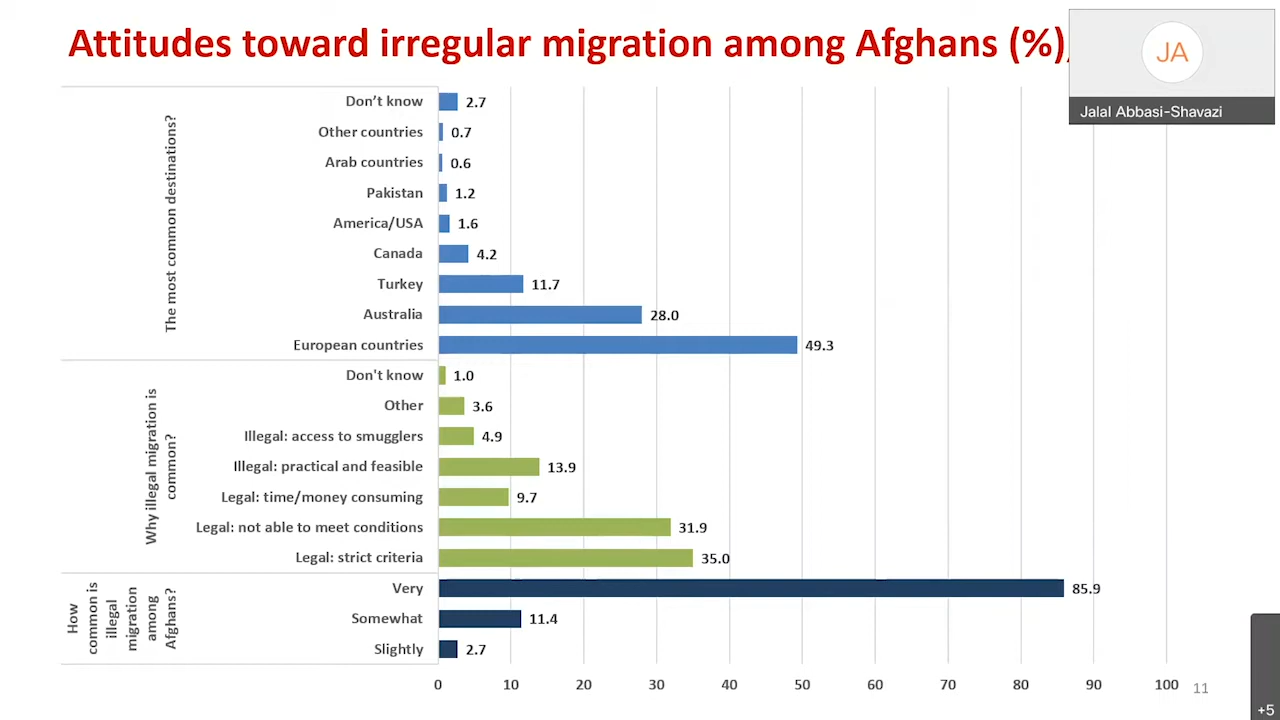 Attitudes toward irregular migration among Afghans (%),
JA
Jalal Abbasi-Shavazi
The most common destinations?
Don’t know 2.7
Other countries 0.7
Arab countries 0.6
Pakistan 1.2
America/USA 1.6
Canada 4.2
Turkey 11.7
Australia 28.0
European countries 49.3
Why illegal migration is
common?
Don't know 1.0
Other 3.6
Illegal: access to smugglers 4.9
Illegal: practical and feasible 13.9
Legal: time/money consuming 9.7
Legal: not able to meet conditions 31.9
Legal: strict criteria 35.0
How
common is
illegal
migration
among
Afghans?
Very 85.9
Somewhat 11.4
Slightly 2.7
0 10 20 30 40 50 60 70 80 90 100
11
+5